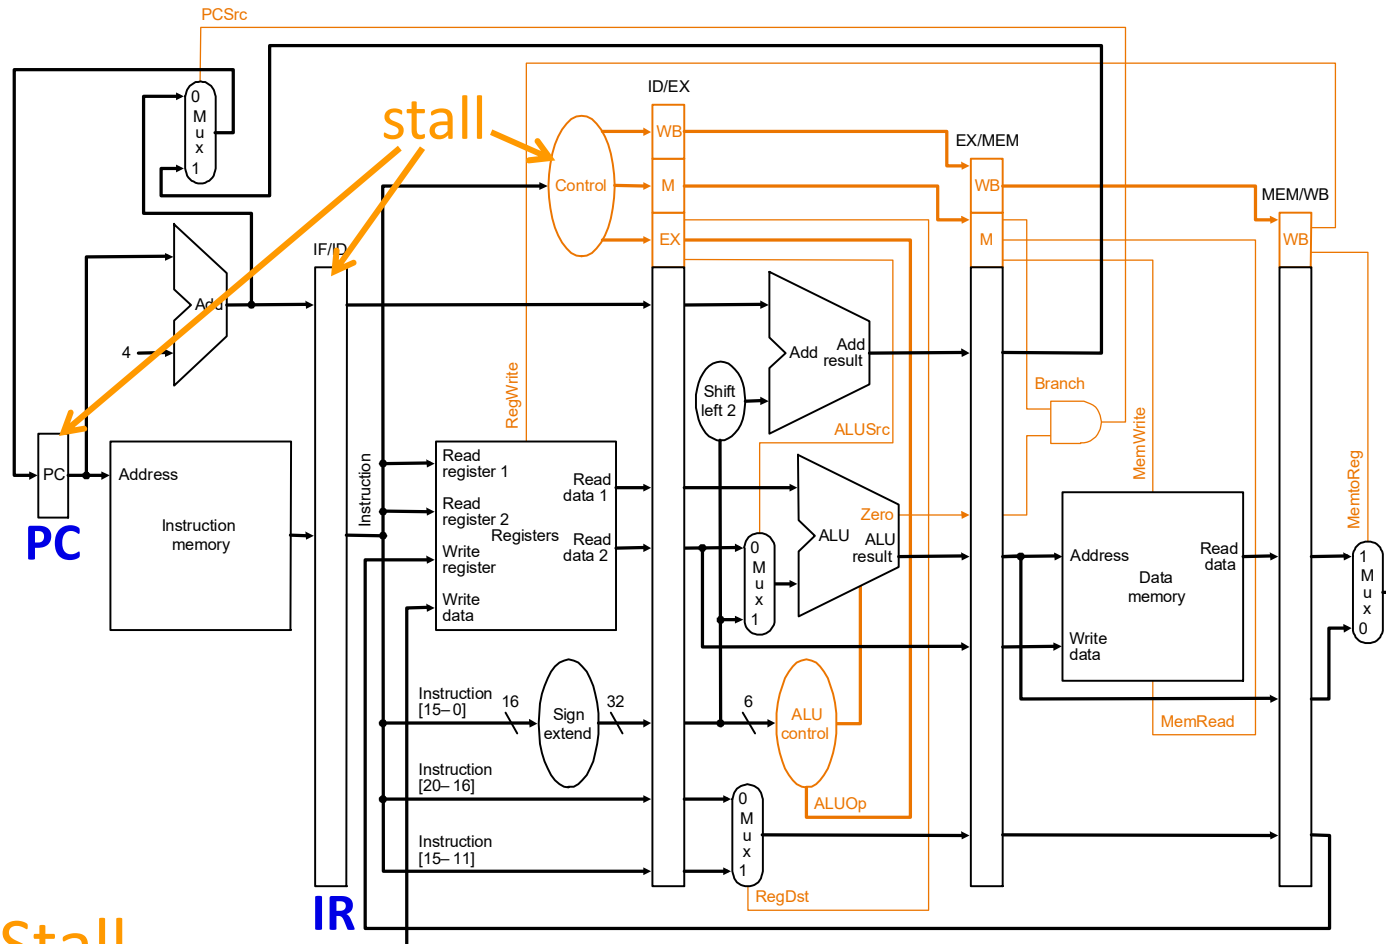 PCSrc
0
M
u
x
1
stall
ID/EX
WB
EX/MEM
Control
M
WB
MEM/WB
EX
M
WB
IF/ID
Add
4
Add
Add
result
Shift
left 2
RegWrite
Branch
ALUSrc
MemWrite
MemtoReg
PC
Address
Instruction
memory
PC
Instruction
Read
register 1
Read
register 2
Registers
Write
register
Write
data
Read
data 1
Read
data 2
0
M
u
x
1
Zero
ALU
ALU
result
Address
Read
data
Data
memory
Write
data
1
M
u
x
0
Instruction
[15–0]
16
Sign
extend
32
6
ALU
control
MemRead
Instruction
[20–16]
0
M
u
x
1
ALUOp
Instruction
[15–11]
RegDst
IR
Stall